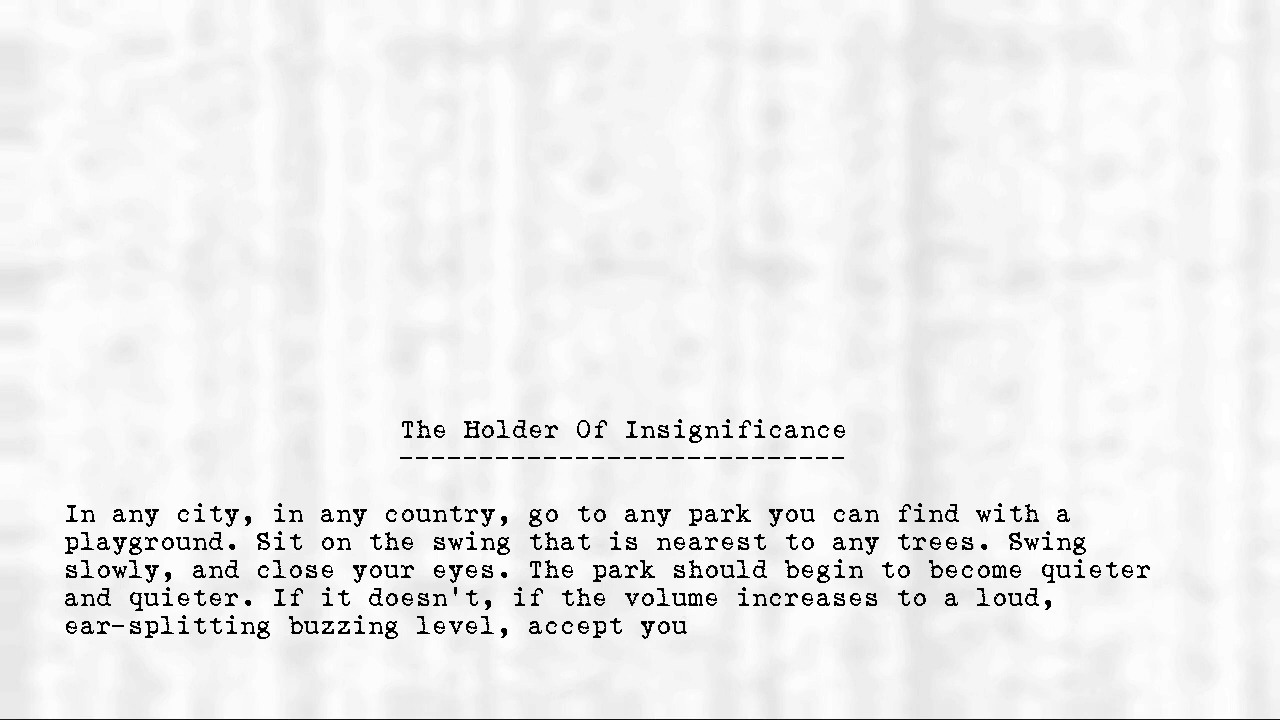 The Holder Of Insignificance
----------------------------
In any city, in any country, go to any park you can find with a
playground. Sit on the swing that is nearest to any trees. Swing
slowly, and close your eyes. The park should begin to become quieter
and quieter. If it doesn't, if the volume increases to a loud,
ear-splitting buzzing level, accept you